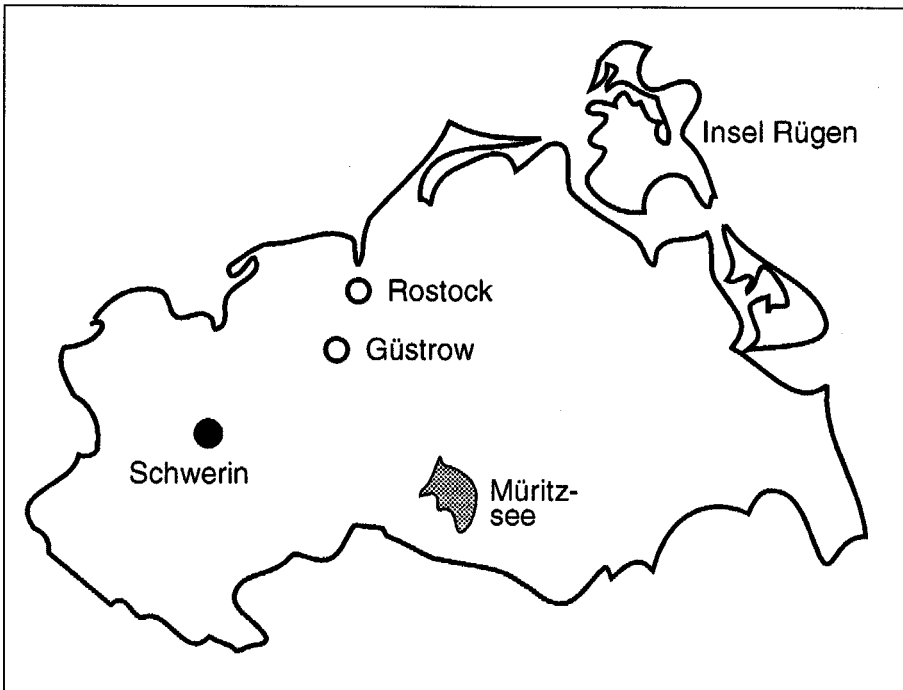 Insel Rügen
Rostock
Güstrow
Schwerin
Müritz-
see